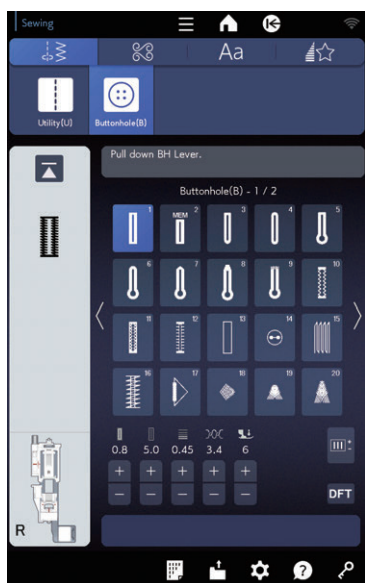 Sewing
Aa
Utility(U)
Buttonhole(B)
Pull down BH Lever.
Buttonhole(B) - 1 / 2
1
MEM 2
3
4
5
6
7
8
9
10
11
12
13
14
15
16
17
18
19
20
0.8 5.0 0.45 3.4 6
+ + + + +
− − − − −
DFT
R
?